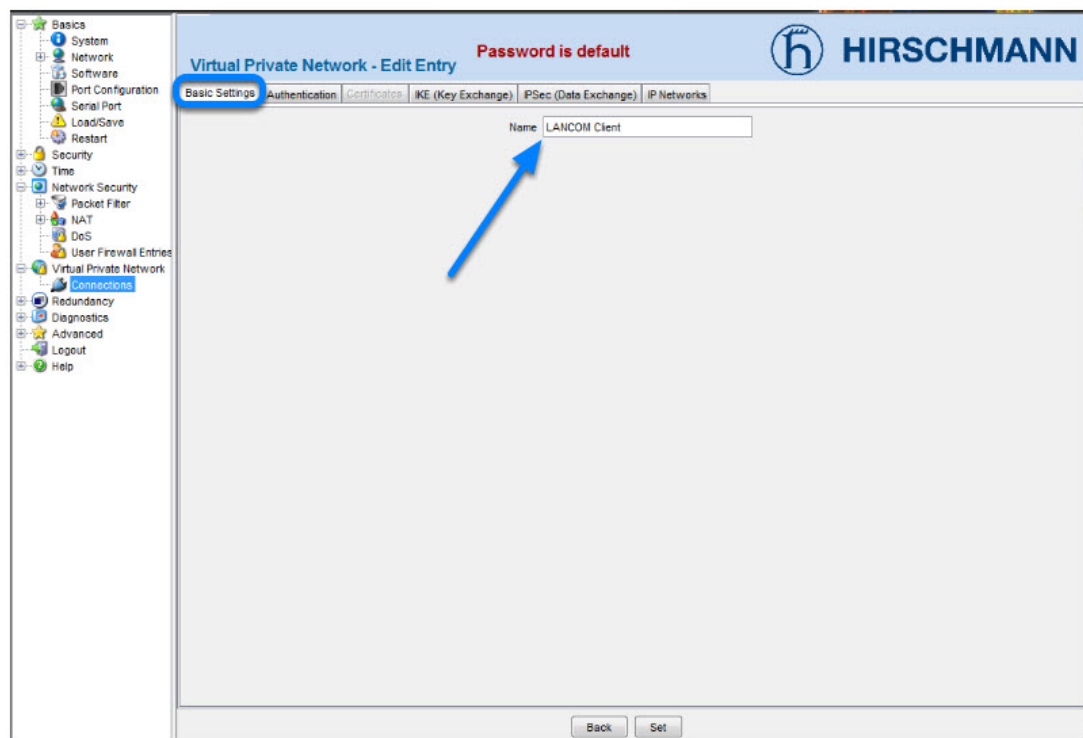 Basics
System
Network
Software
Port Configuration
Serial Port
Load/Save
Restart
Security
Time
Network Security
Packet Filter
NAT
DoS
User Firewall Entries
Virtual Private Network
Connections
Redundancy
Diagnostics
Advanced
Logout
Help
Password is default
Virtual Private Network - Edit Entry
HIRSCHMANN
Basic Settings Authentication Certificates IKE (Key Exchange) IPSec (Data Exchange) IP Networks
Name LANCOM Client
Back Set